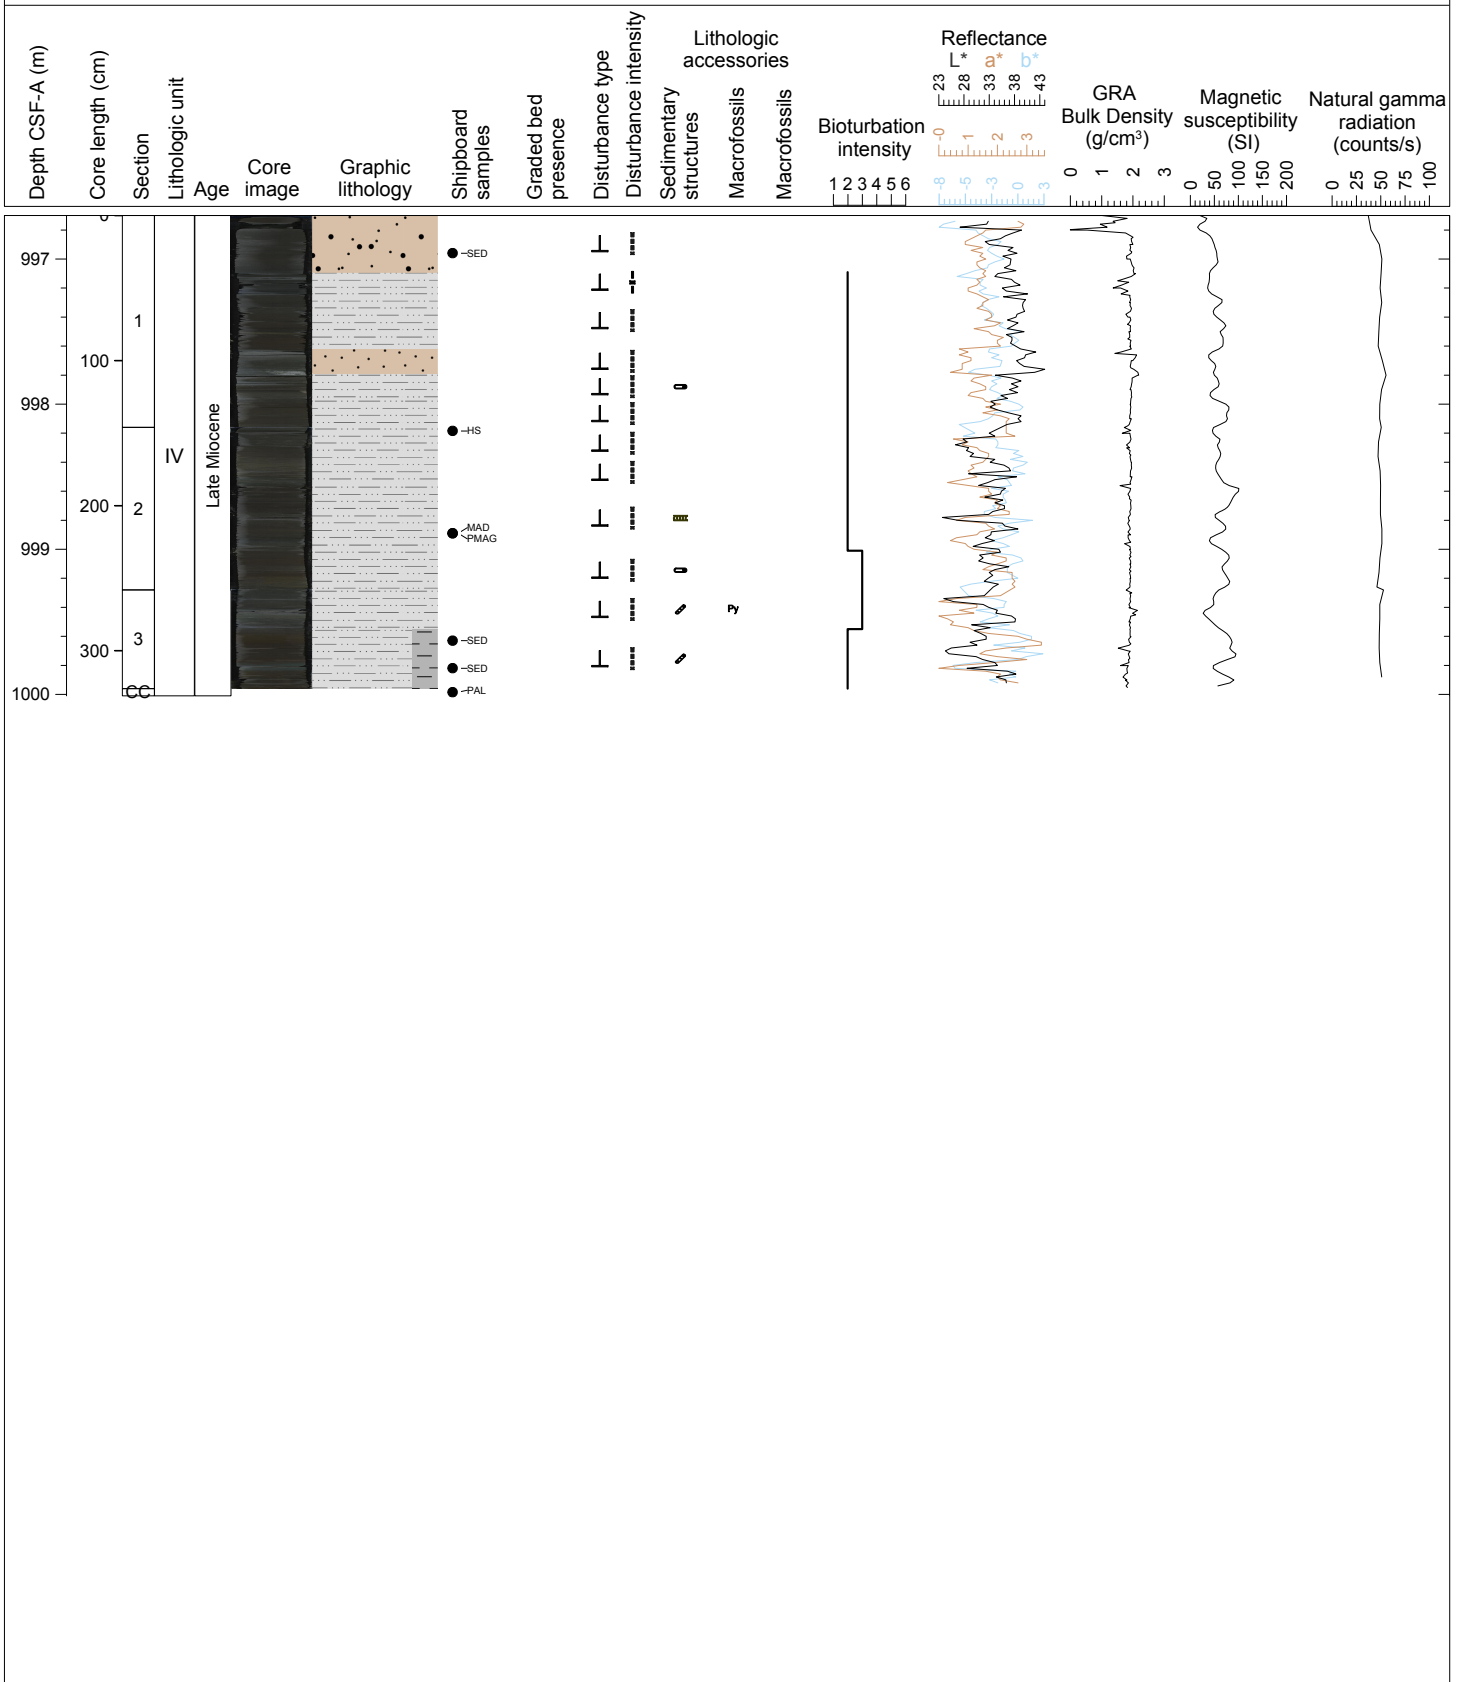 Depth CSF-A (m)
Core length (cm)
Section
Lithologic unit
Age
Core
image
Graphic
lithology
Shipboard
samples
Graded bed
presence
Disturbance type
Disturbance intensity
Lithologic
accessories
Sedimentary
structures
Macrofossils
Macrofossils
Bioturbation
intensity
1 2 3 4 5 6
Reflectance
L* a* b*
23 28 33 38 43
-0 1 2 3
-8 -5 -3 0 3
GRA
Bulk Density
(g/cm³)
0 1 2 3
Magnetic
susceptibility
(SI)
0 50 100 150 200
Natural gamma
radiation
(counts/s)
0 25 50 75 100
0
997
SED
1
100
998
Late Miocene
HS
IV
200
2
MAD
PMAG
999
Py
3
SED
300
SED
CC
PAL
1000